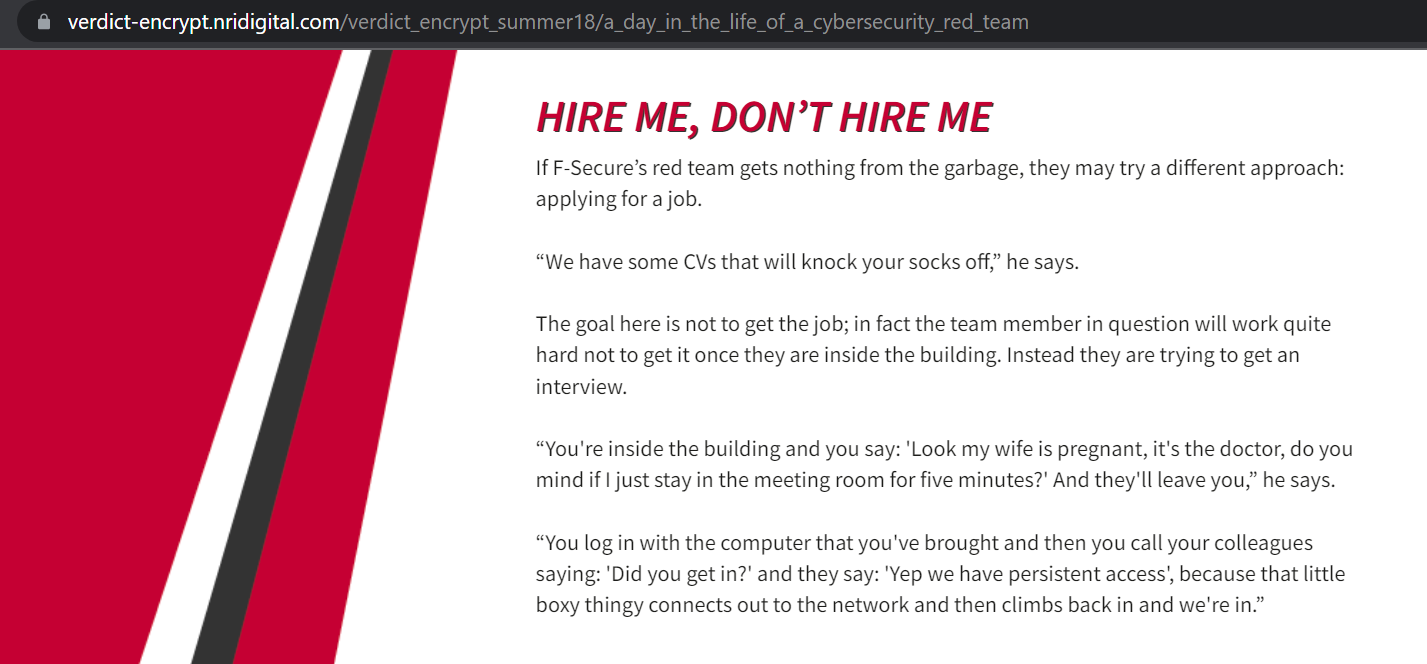 verdict-encrypt.nridigital.com/verdict_encrypt_summer18/a_day_in_the_life_of_a_cybersecurity_red_team
HIRE ME, DON’T HIRE ME
If F-Secure’s red team gets nothing from the garbage, they may try a different approach:
applying for a job.
“We have some CVs that will knock your socks off,” he says.
The goal here is not to get the job; in fact the team member in question will work quite
hard not to get it once they are inside the building. Instead they are trying to get an
interview.
“You're inside the building and you say: 'Look my wife is pregnant, it's the doctor, do you
mind if I just stay in the meeting room for five minutes?' And they'll leave you,” he says.
“You log in with the computer that you've brought and then you call your colleagues
saying: 'Did you get in?' and they say: 'Yep we have persistent access', because that little
boxy thingy connects out to the network and then climbs back in and we're in.”